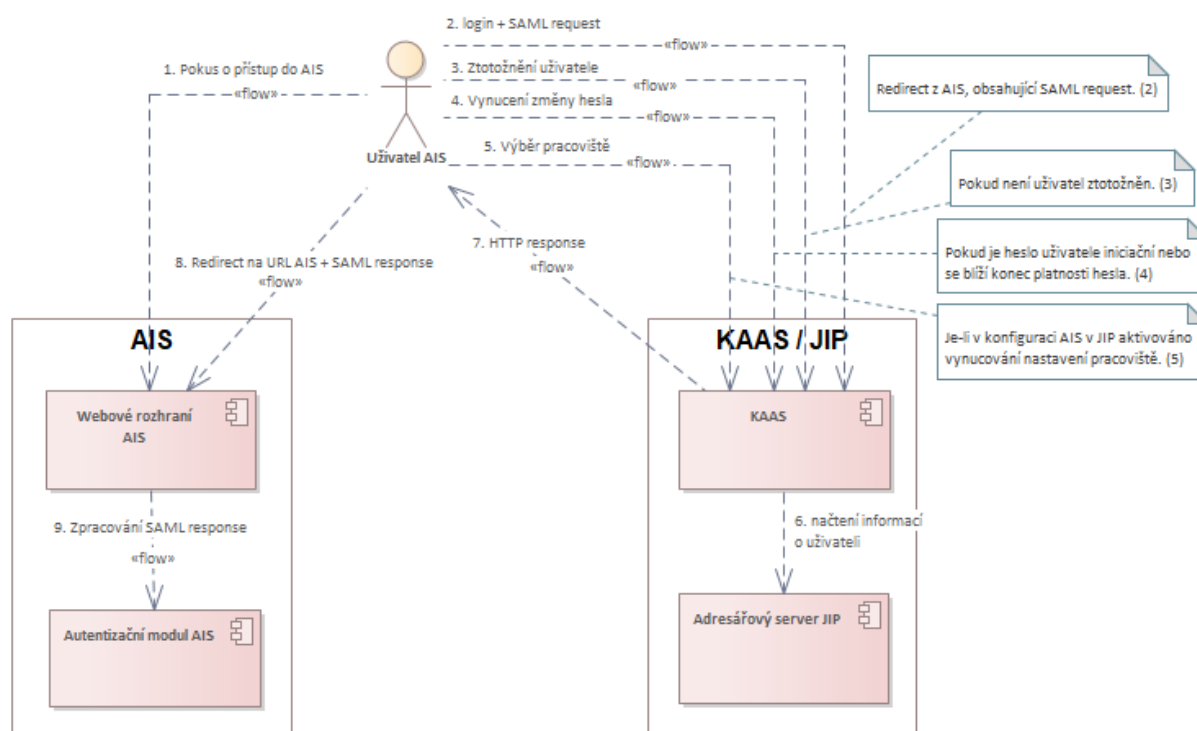 2. login + SAML request
«flow»
1. Pokus o přístup do AIS
«flow»
3. Ztotožnění uživatele
«flow»
4. Vynucení změny hesla
«flow»
Uživatel AIS
5. Výběr pracoviště
«flow»
Redirect z AIS, obsahující SAML request. (2)
Pokud není uživatel ztotožněn. (3)
Pokud je heslo uživatele iniciační nebo
se blíží konec platnosti hesla. (4)
Je-li v konfiguraci AIS v JIP aktivováno
vynucování nastavení pracoviště. (5)
7. HTTP response
«flow»
8. Redirect na URL AIS + SAML response
«flow»
AIS
Webové rozhraní
AIS
9. Zpracování SAML response
«flow»
Autentizační modul AIS
KAAS / JIP
KAAS
6. načtení informací
o uživateli
Adresářový server JIP